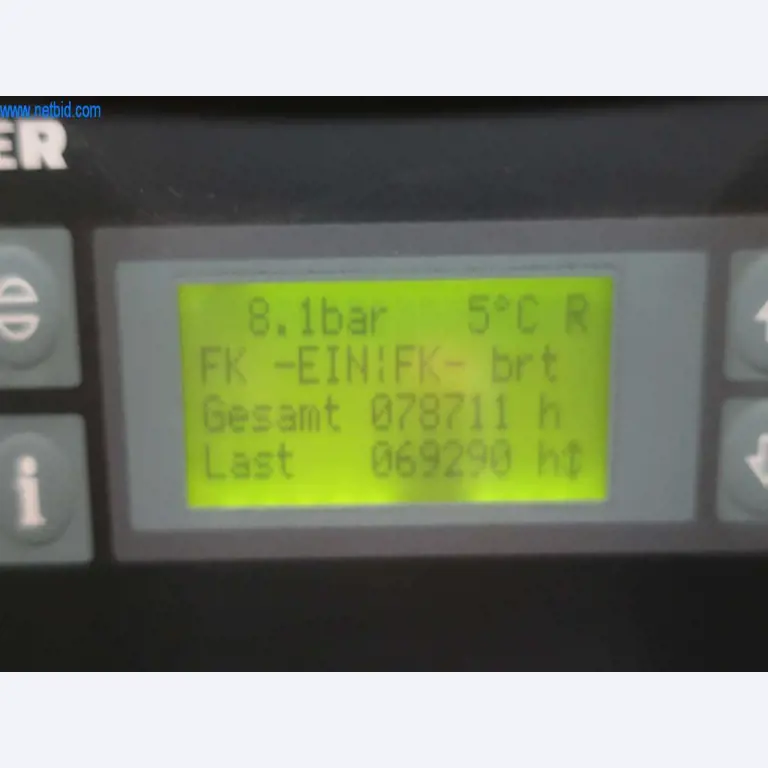 www.netbid.com
ER
8.1bar 5°C R
FK -EIN¦FK- brt
Gesamt 078711 h
Last 069290 h↕
i